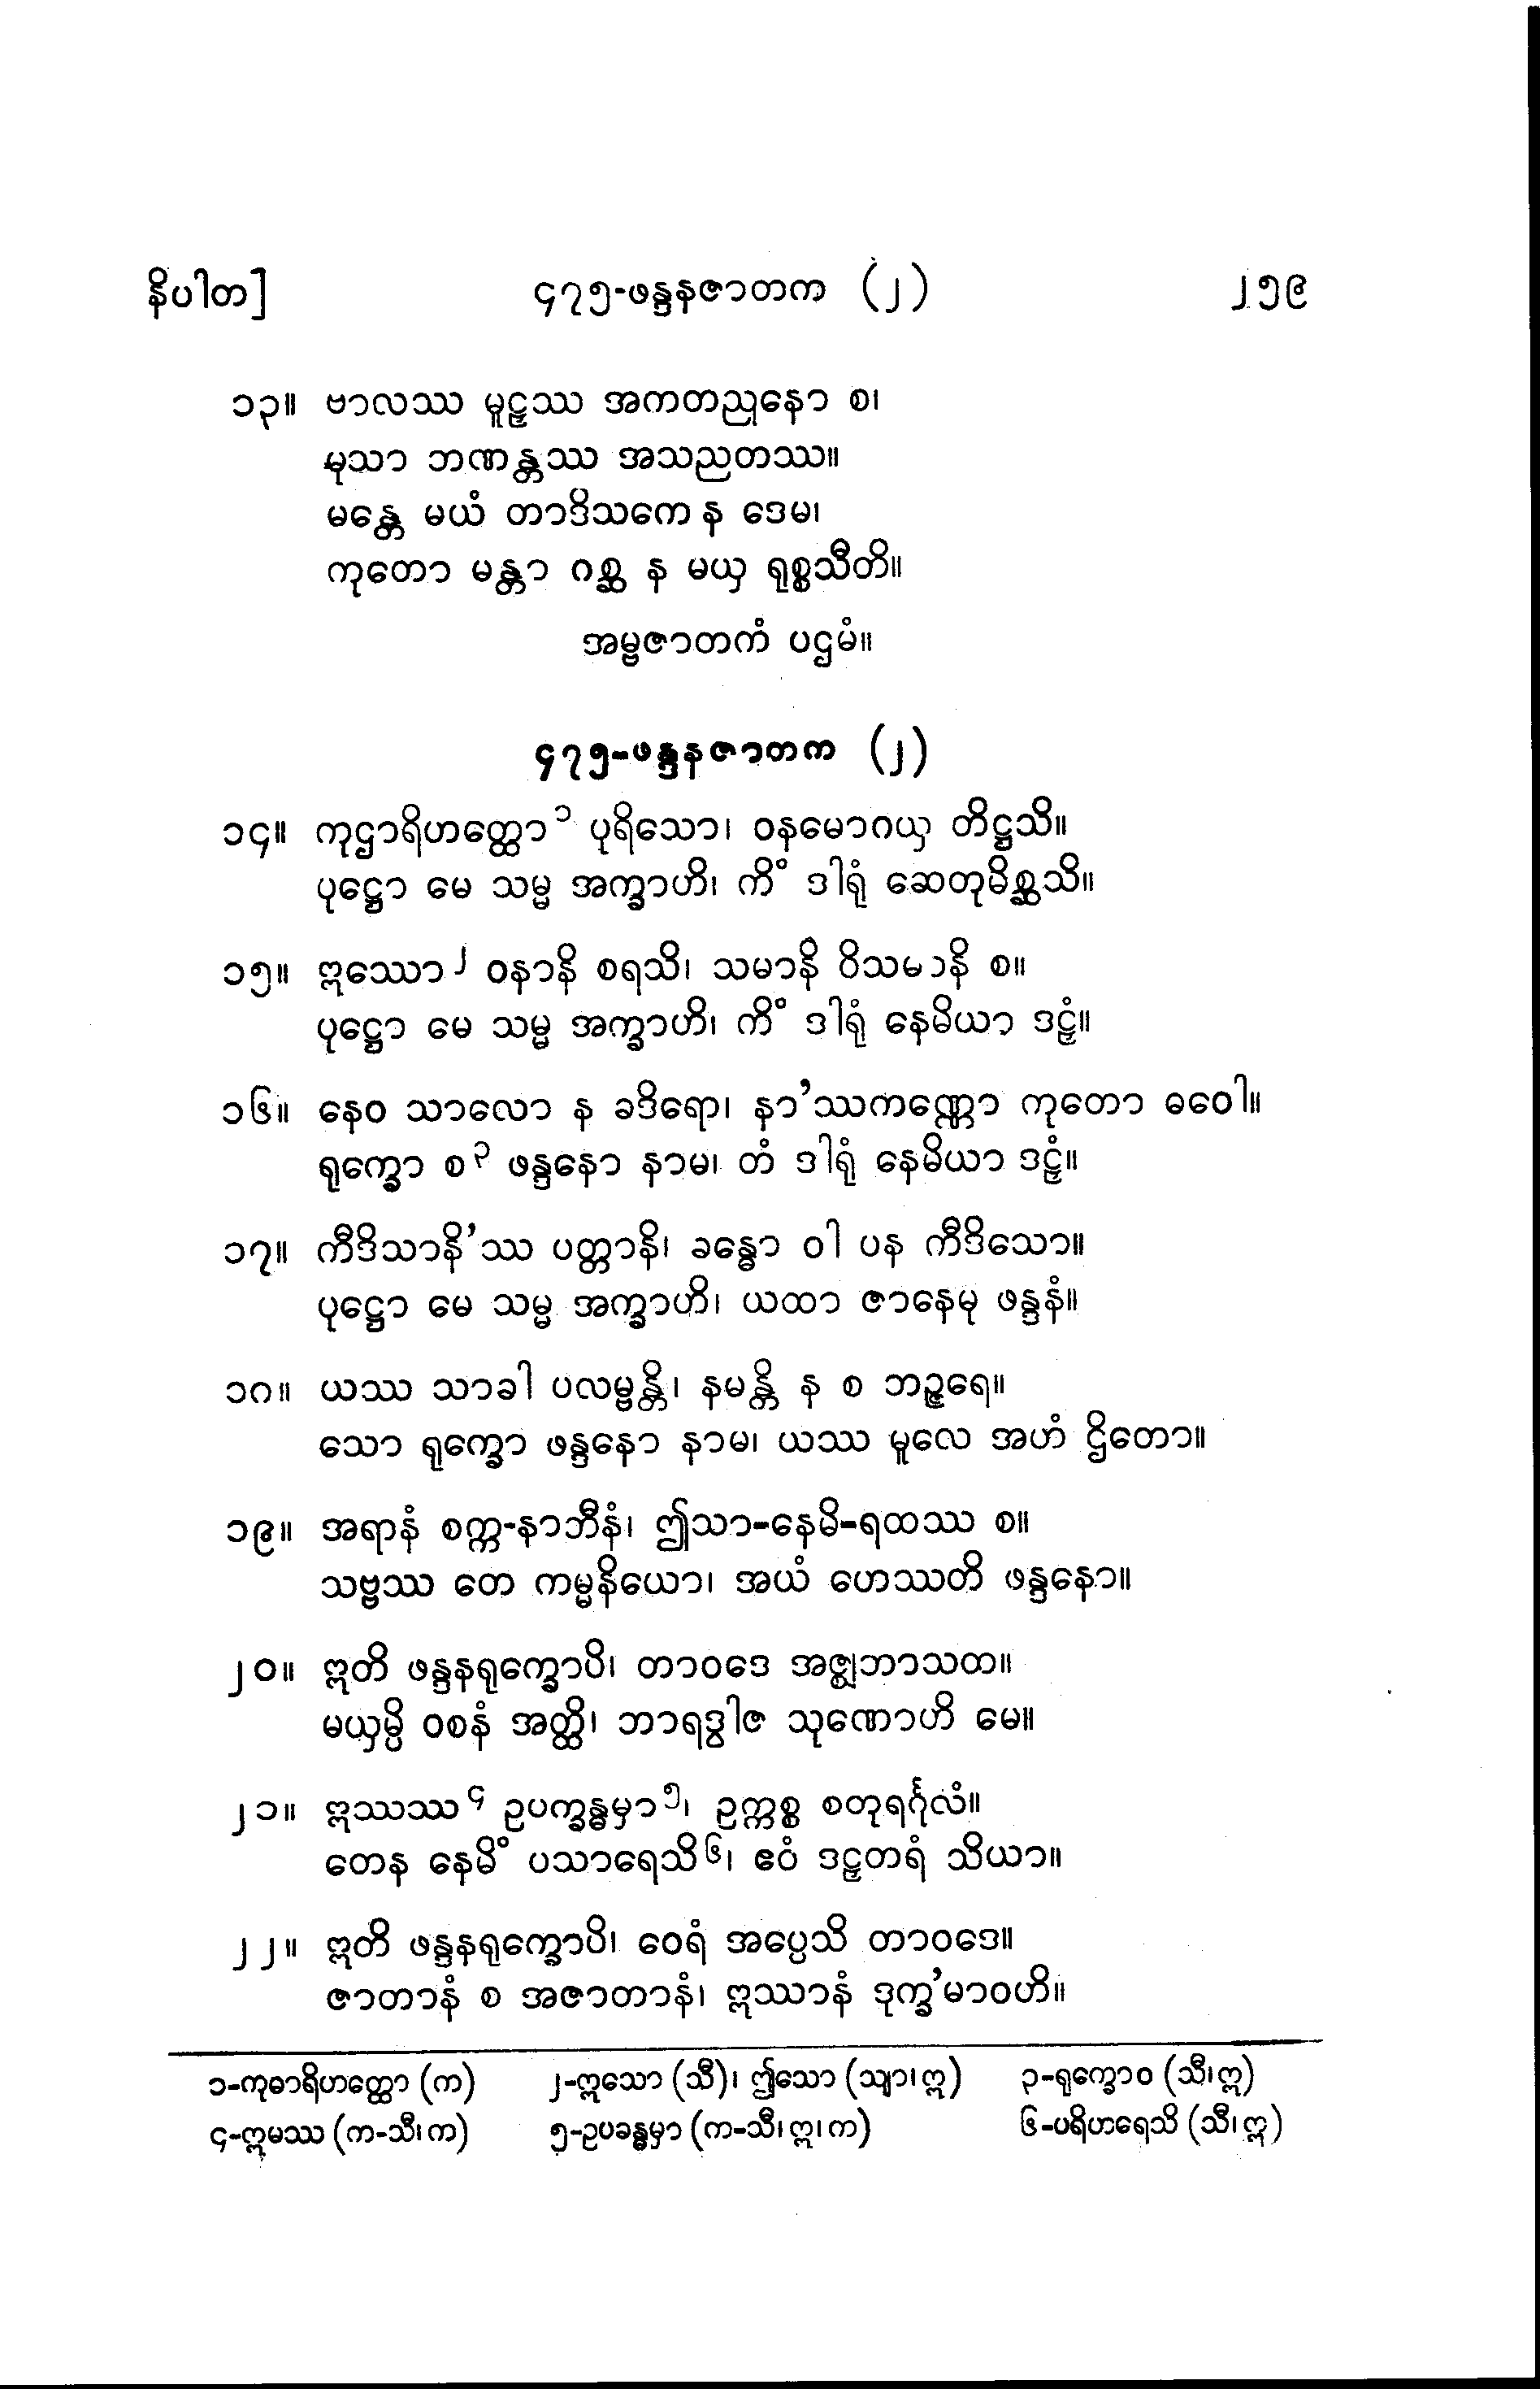 နိပါတ]	၄၇၅-ဖန္ဒနဇာတက (၂)	၂၅၉
၁၃။ ဗာလဿ မူဠှဿ အကတညုနော စ၊
မုသာ ဘဏန္တဿ အသညတဿ။
မန္တေ မယံ တာဒိသကေ န ဒေမ၊
ကုတော မန္တာ ဂစ္ဆ န မယှ ရုစ္စသီတိ။
အမ္ဗဇာတကံ ပဌမံ။
၄၇၅-ဖန္ဒနဇာတက (၂)
၁၄။ ကုဌာရိဟတ္ထော၁ ပုရိသော၊ ဝနမောဂယှ တိဋ္ဌသိ။
ပုဋ္ဌော မေ သမ္မ အက္ခာဟိ၊ ကိံ ဒါရုံ ဆေတုမိစ္ဆသိ။
၁၅။ ဣဿော၂ ဝနာနိ စရသိ၊ သမာနိ ဝိသမာနိ စ။
ပုဋ္ဌော မေ သမ္မ အက္ခာဟိ၊ ကိံ ဒါရုံ နေမိယာ ဒဠှံ။
၁၆။ နေဝ သာလော န ခဒိရော၊ နာ’ဿကဏ္ဏော ကုတော ဓဝေါ။
ရုက္ခော စ၃ ဖန္ဒနော နာမ၊ တံ ဒါရုံ နေမိယာ ဒဠှံ။
၁၇။ ကီဒိသာနိ’ဿ ပတ္တာနိ၊ ခန္ဓော ဝါ ပန ကီဒိသော။
ပုဋ္ဌော မေ သမ္မ အက္ခာဟိ၊ ယထာ ဇာနေမု ဖန္ဒနံ။
၁၈။ ယဿ သာခါ ပလမ္ဗန္တိ၊ နမန္တိ န စ ဘဉ္ဇရေ။
သော ရုက္ခော ဖန္ဒနော နာမ၊ ယဿ မူလေ အဟံ ဌိတော။
၁၉။ အရာနံ စက္က-နာဘီနံ၊ ဤသာ-နေမိ-ရထဿ စ။
သဗ္ဗဿ တေ ကမ္မနိယော၊ အယံ ဟေဿတိ ဖန္ဒနော။
၂၀။ ဣတိ ဖန္ဒနရုက္ခောပိ၊ တာဝဒေ အဇ္ဈဘာသထ။
မယှမ္ပိ ဝစနံ အတ္ထိ၊ ဘာရဒွါဇ သုဏောဟိ မေ။
၂၁။ ဣဿဿ၄ ဥပက္ခန္ဓမှာ၅၊ ဥက္ကစ္စ စတုရင်္ဂုလံ။
တေန နေမိံ ပသာရေသိ၆၊ ဧဝံ ဒဠှတရံ သိယာ။
၂၂။ ဣတိ ဖန္ဒနရုက္ခောပိ၊ ဝေရံ အပ္ပေသိ တာဝဒေ။
ဇာတာနံ စ အဇာတာနံ၊ ဣဿာနံ ဒုက္ခ’မာဝဟိ။
၁-ကုဓာရိဟတ္ထော (က)	၂-ဣသော (သီ)၊ ဤသော (သျာ၊ ဣ)	၃-ရုက္ခောဝ (သီ၊ ဣ)
၄-ဣမဿ (က-သီ၊ က)	၅-ဥပခန္ဓမှာ (က-သီ၊ ဣ၊ က)	၆-ပရိဟရေသိ (သီ၊ ဣ)